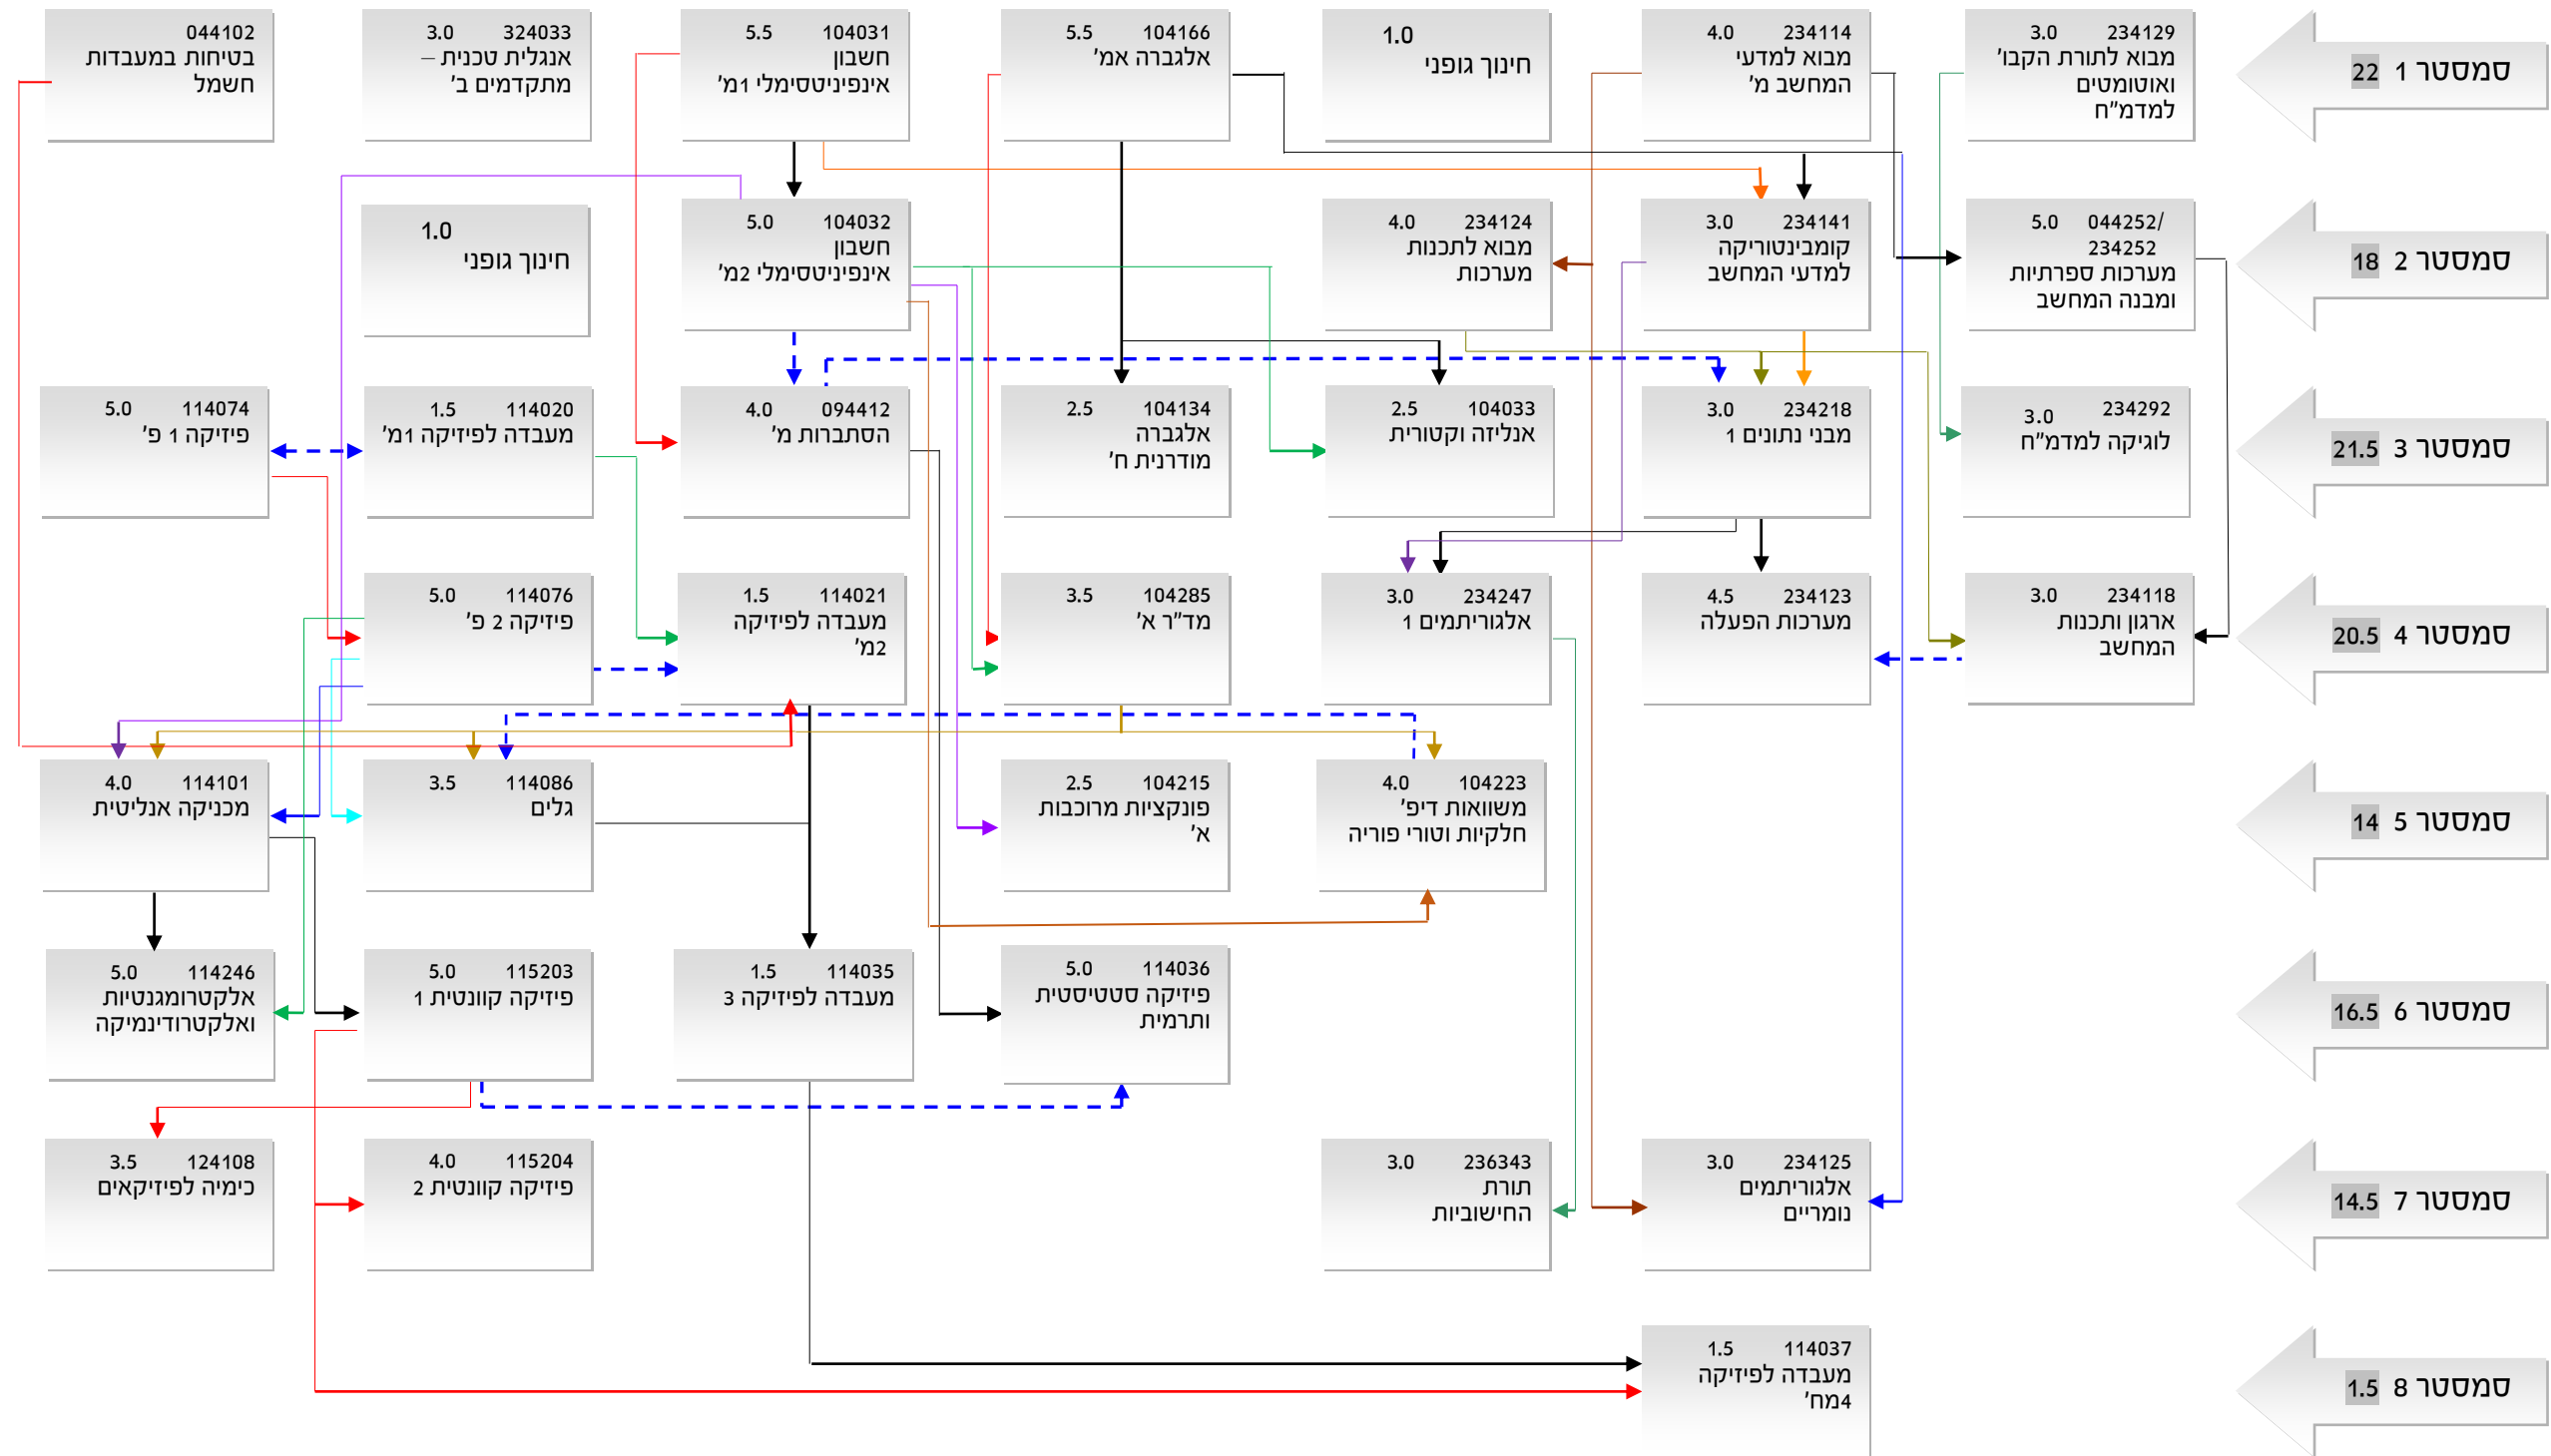 סמסטר 1 22
234129 3.0
מבוא לתורת הקבו'
ואוטומטים
למדמ"ח
234114 4.0
מבוא למדעי
המחשב מ'
1.0
חינוך גופני
104166 5.5
אלגברה אמ'
104031 5.5
חשבון
אינפיניטסימלי 1מ'
324033 3.0
אנגלית טכנית –
מתקדמים ב'
044102
בטיחות במעבדות
חשמל
סמסטר 2 18
044252/ 5.0
234252
מערכות ספרתיות
ומבנה המחשב
234141 3.0
קומבינטוריקה
למדעי המחשב
234124 4.0
מבוא לתכנות
מערכות
104032 5.0
חשבון
אינפיניטסימלי 2מ'
1.0
חינוך גופני
סמסטר 3 21.5
234292 3.0
לוגיקה למדמ"ח
234218 3.0
מבני נתונים 1
104033 2.5
אנליזה וקטורית
104134 2.5
אלגברה
מודרנית ח'
094412 4.0
הסתברות מ'
114020 1.5
מעבדה לפיזיקה 1מ'
114074 5.0
פיזיקה 1 פ'
סמסטר 4 20.5
234118 3.0
ארגון ותכנות
המחשב
234123 4.5
מערכות הפעלה
234247 3.0
אלגוריתמים 1
104285 3.5
מד"ר א'
114021 1.5
מעבדה לפיזיקה
2מ'
114076 5.0
פיזיקה 2 פ'
סמסטר 5 14
104223 4.0
משוואות דיפ'
חלקיות וטורי פוריה
104215 2.5
פונקציות מרוכבות
א'
114086 3.5
גלים
114101 4.0
מכניקה אנליטית
סמסטר 6 16.5
114036 5.0
פיזיקה סטטיסטית
ותרמית
114035 1.5
מעבדה לפיזיקה 3
115203 5.0
פיזיקה קוונטית 1
114246 5.0
אלקטרומגנטיות
ואלקטרודינמיקה
סמסטר 7 14.5
234125 3.0
אלגוריתמים
נומריים
236343 3.0
תורת
החישוביות
115204 4.0
פיזיקה קוונטית 2
124108 3.5
כימיה לפיזיקאים
סמסטר 8 1.5
114037 1.5
מעבדה לפיזיקה
4מח'